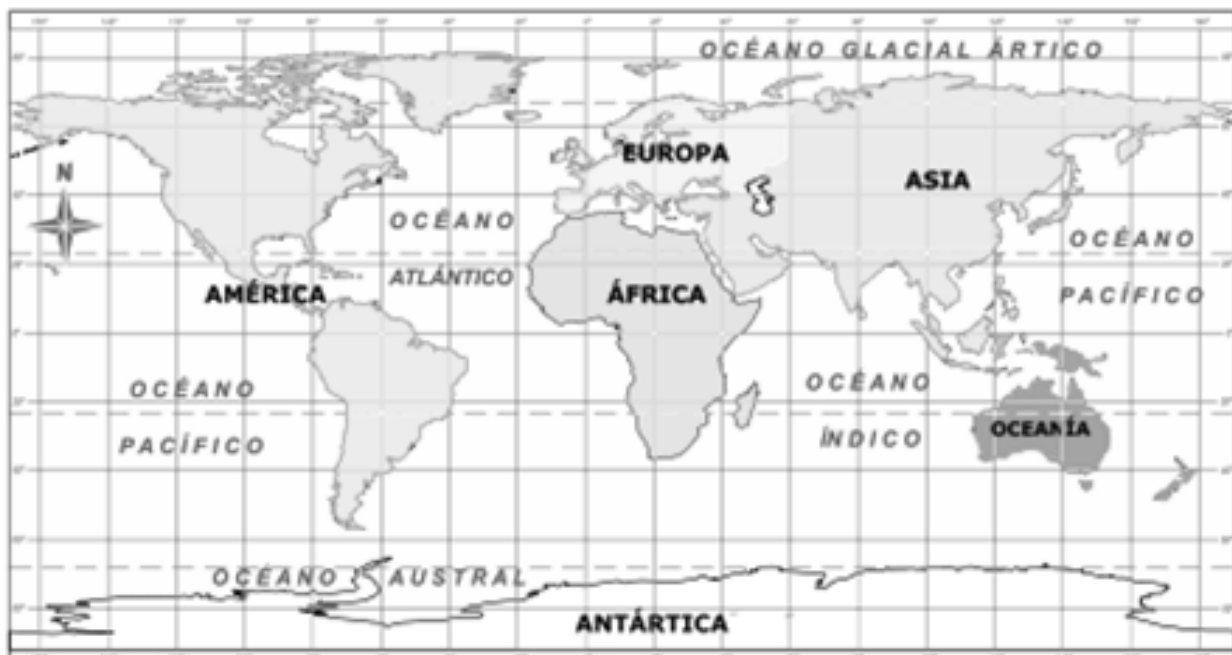 OCÉANO GLACIAL ÁRTICO
EUROPA
N
ASIA
OCÉANO
ATLÁNTICO
OCÉANO
PACÍFICO
AMÉRICA
ÁFRICA
OCÉANO
PACÍFICO
OCÉANO
ÍNDICO
OCEANÍA
OCÉANO AUSTRAL
ANTÁRTICA